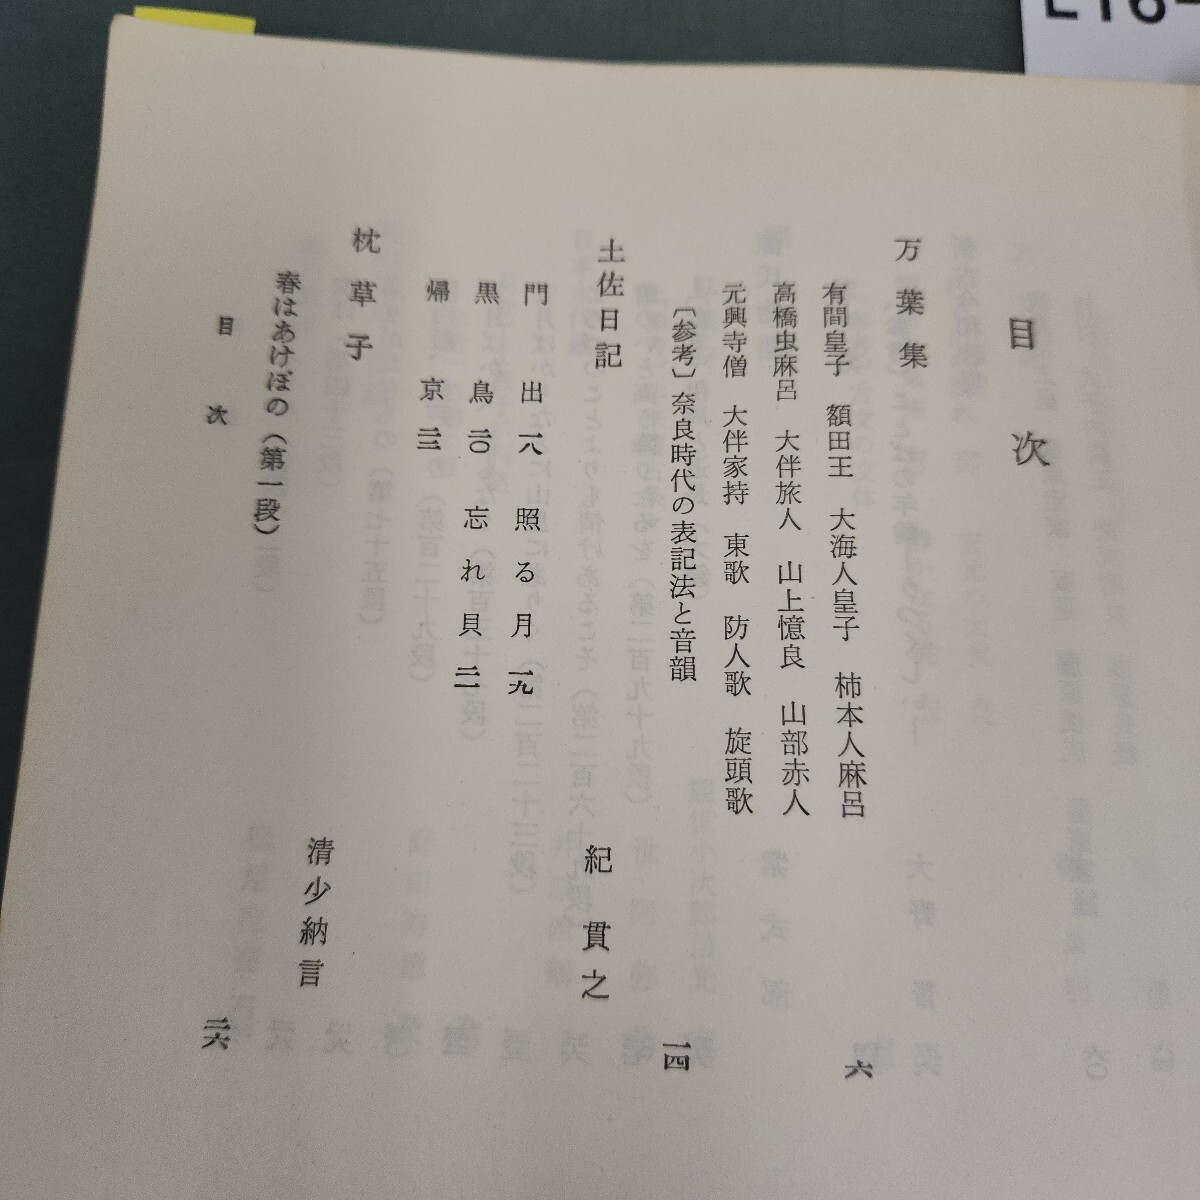 目次
万葉集
有間皇子 額田王 大海人皇子 柿本人麻呂 六
高橋虫麻呂 大伴旅人 山上憶良 山部赤人
元興寺僧 大伴家持 東歌 防人歌 旋頭歌
〔参考〕奈良時代の表記法と音韻 一四
土佐日記 紀貫之
門出 一八 照る月 一九
黒鳥 二〇 忘れ貝 二一
帰京 二三
枕草子 清少納言
春はあけぼの(第一段) 二六
目次